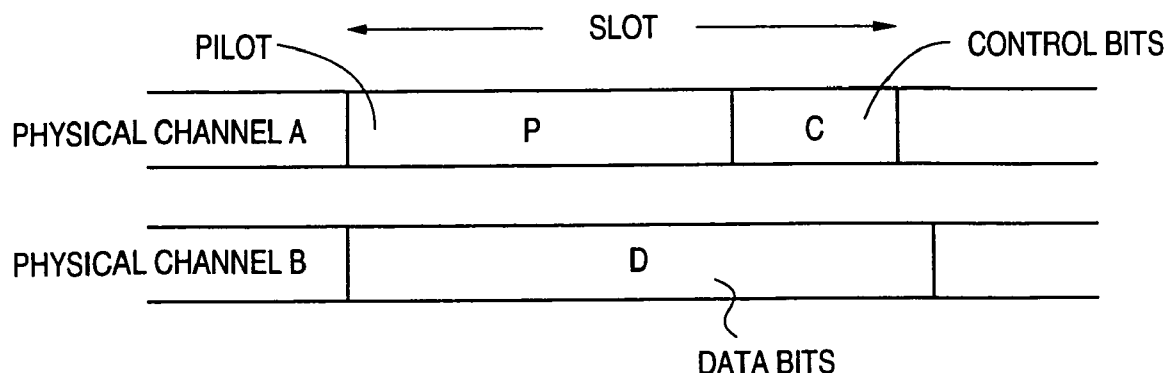 SLOT
PILOT
CONTROL BITS
PHYSICAL CHANNEL A
P
C
PHYSICAL CHANNEL B
D
DATA BITS